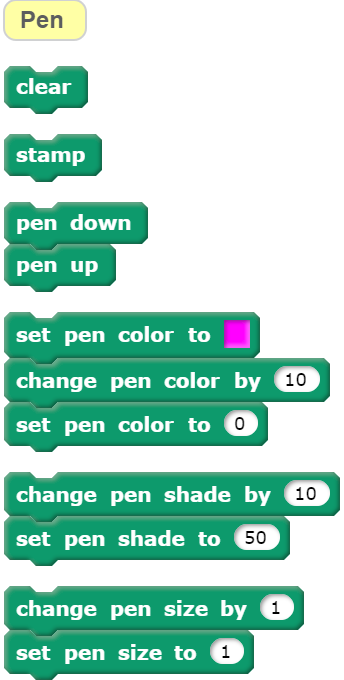 Pen
clear
stamp
pen down
pen up
set pen color to
change pen color by 10
set pen color to 0
change pen shade by 10
set pen shade to 50
change pen size by 1
set pen size to 1